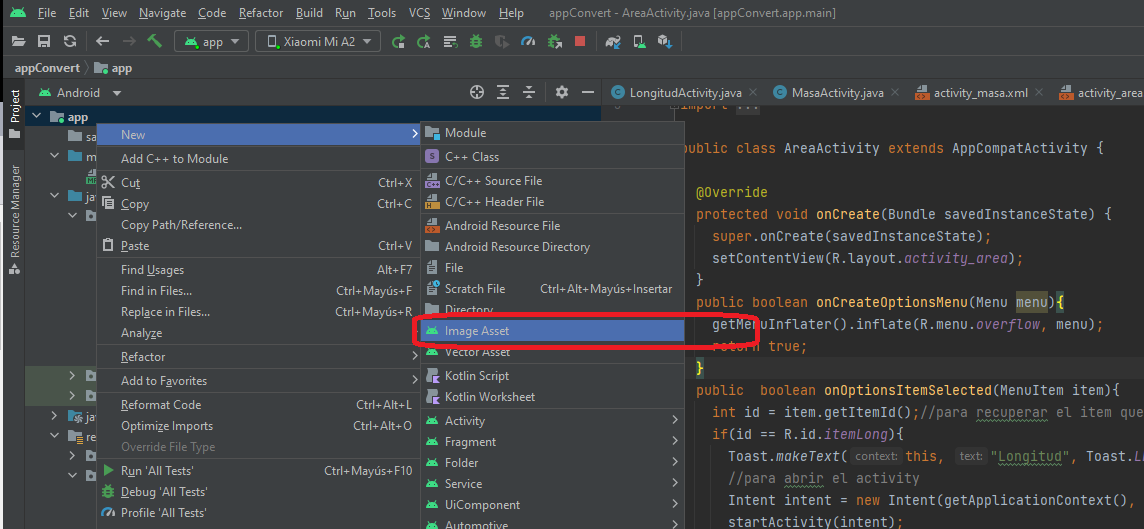 File Edit View Navigate Code Refactor Build Run Tools VCS Window Help appConvert - AreaActivity.java [appConvert.app.main]
app Xiaomi Mi A2
appConvert app
Project
Resource Manager
Android
LongitudActivity.java MasaActivity.java activity_masa.xml activity_area
app
New
Add C++ to Module
Cut Ctrl+X
Copy Ctrl+C
Copy Path/Reference...
Paste Ctrl+V
Find Usages Alt+F7
Find in Files... Ctrl+Mayús+F
Replace in Files... Ctrl+Mayús+R
Analyze
Refactor
Add to Favorites
Reformat Code Ctrl+Alt+L
Optimize Imports Ctrl+Alt+O
Override File Type
Run 'All Tests' Ctrl+Mayús+F10
Debug 'All Tests'
Profile 'All Tests'
Module
C++ Class
C/C++ Source File
C/C++ Header File
Android Resource File
Android Resource Directory
File
Scratch File Ctrl+Alt+Mayús+Insertar
Directory
Image Asset
Vector Asset
Kotlin Script
Kotlin Worksheet
Activity
Fragment
Folder
Service
UiComponent
Automotive
import ...
public class AreaActivity extends AppCompatActivity {
@Override
protected void onCreate(Bundle savedInstanceState) {
super.onCreate(savedInstanceState);
setContentView(R.layout.activity_area);
}
public boolean onCreateOptionsMenu(Menu menu){
getMenuInflater().inflate(R.menu.overflow, menu);
return true;
}
public boolean onOptionsItemSelected(MenuItem item){
int id = item.getItemId();//para recuperar el item que
if(id == R.id.itemLong){
Toast.makeText( context: this, text: "Longitud", Toast.L
//para abrir el activity
Intent intent = new Intent(getApplicationContext(),
startActivity(intent);